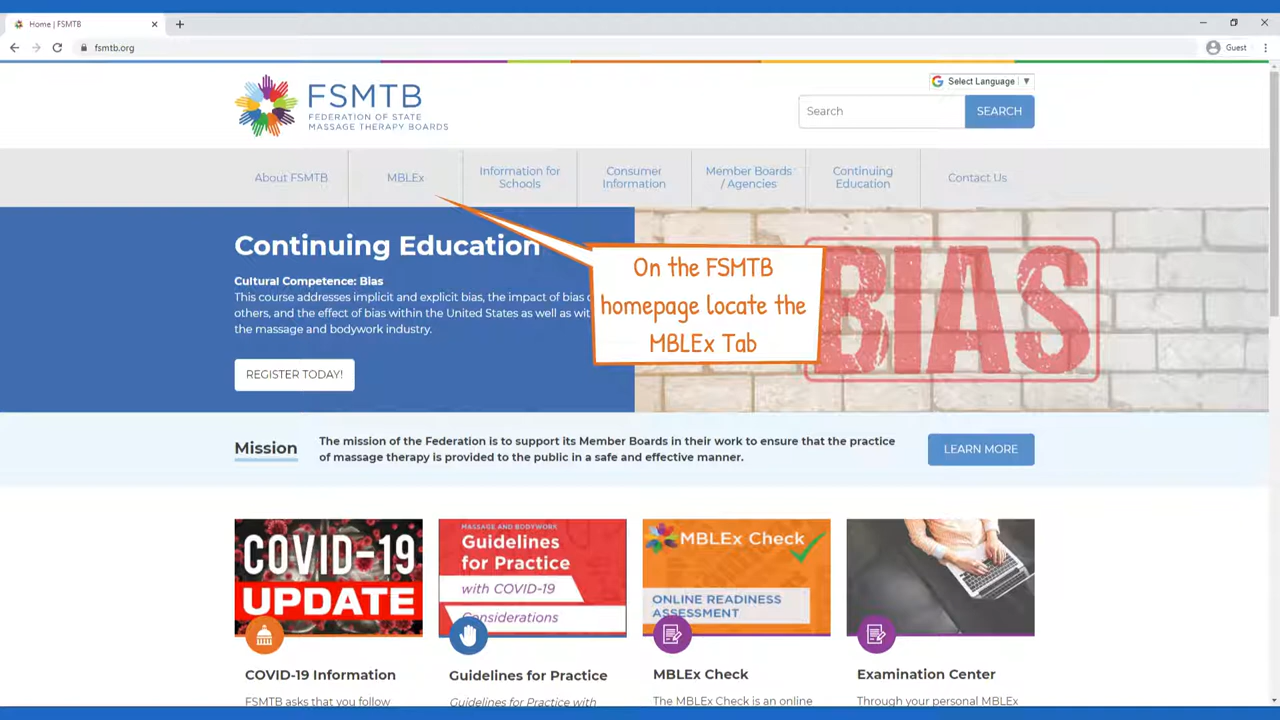 Home | FSMTB
fsmtb.org
Guest
FSMTB
FEDERATION OF STATE
MASSAGE THERAPY BOARDS
Select Language
Search
SEARCH
About FSMTB
MBLEx
Information for
Schools
Consumer
Information
Member Boards
/ Agencies
Continuing
Education
Contact Us
Continuing Education
Cultural Competence: Bias
This course addresses implicit and explicit bias, the impact of bias
others, and the effect of bias within the United States as well as
the massage and bodywork industry.
REGISTER TODAY!
On the FSMTB
homepage locate the
MBLEx Tab
BIAS
Mission
The mission of the Federation is to support its Member Boards in their work to ensure that the practice
of massage therapy is provided to the public in a safe and effective manner.
LEARN MORE
COVID-19
UPDATE
MASSAGE AND BODYWORK
Guidelines
for Practice
with COVID-19
Considerations
MBLEx Check
ONLINE READINESS
ASSESSMENT
COVID-19 Information
Guidelines for Practice
MBLEx Check
Examination Center
FSMTB asks that you follow
Guidelines for Practice with
The MBLEx Check is an online
Through your personal MBLEx